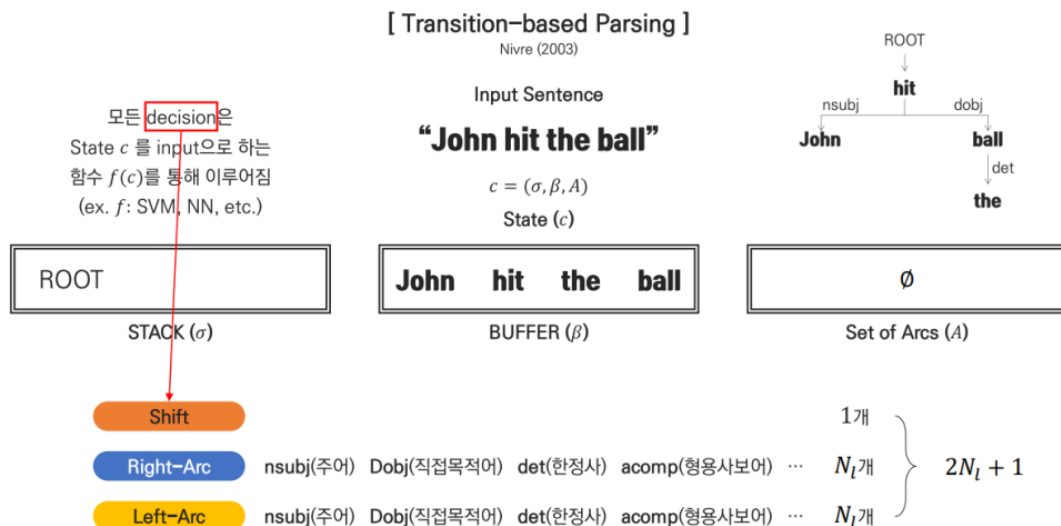 [ Transition-based Parsing ]
Nivre (2003)
모든 decision은
State c 를 input으로 하는
함수 f(c)를 통해 이루어짐
(ex. f: SVM, NN, etc.)
Input Sentence
“John hit the ball”
c = (σ, β, A)
State (c)
ROOT
hit
nsubj dobj
John ball
det
the
ROOT
STACK (σ)
John hit the ball
BUFFER (β)
∅
Set of Arcs (A)
Shift 1개
Right-Arc nsubj(주어) Dobj(직접목적어) det(한정사) acomp(형용사보어) ⋯ Nₗ개 2Nₗ + 1
Left-Arc nsubj(주어) Dobj(직접목적어) det(한정사) acomp(형용사보어) ⋯ Nₗ개